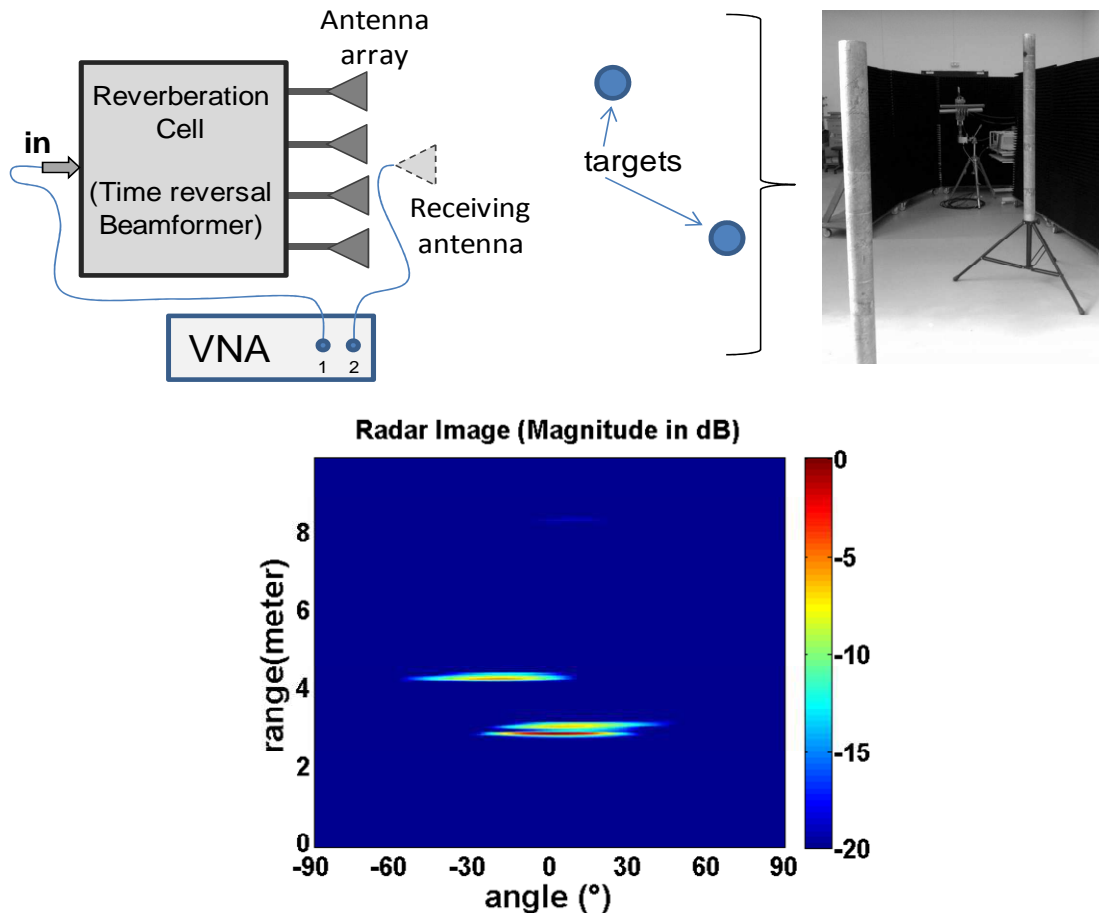 Antenna
array
Reverberation
Cell
(Time reversal
Beamformer)
in
targets
Receiving
antenna
VNA
1 2
Radar Image (Magnitude in dB)
range(meter)
8
6
4
2
0
-90 -60 -30 0 30 60 90
angle (°)
0
-5
-10
-15
-20